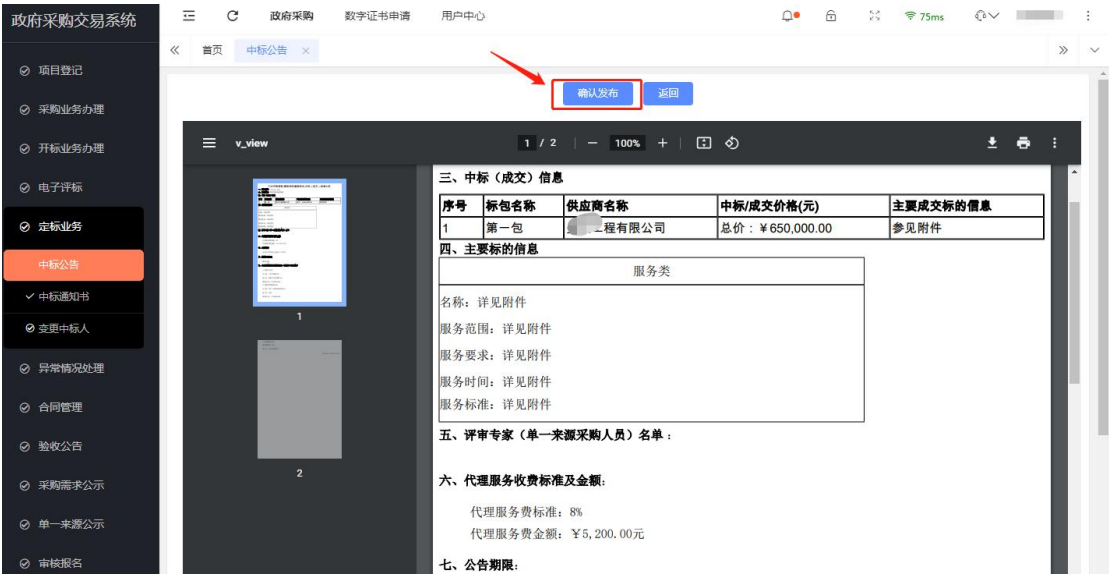 政府采购交易系统
政府采购 数字证书申请 用户中心 75ms
首页 中标公告 ×
项目登记
采购业务办理
开标业务办理
电子评标
定标业务
中标公告
中标通知书
变更中标人
异常情况处理
合同管理
验收公告
采购需求公示
单一来源公示
审核报名
确认发布 返回
v_view 1 / 2 100%
1
2
三、中标（成交）信息
序号 标包名称 供应商名称 中标/成交价格(元) 主要成交标的信息
1 第一包 工程有限公司 总价：￥650,000.00 参见附件
四、主要标的信息
服务类
名称：详见附件
服务范围：详见附件
服务要求：详见附件
服务时间：详见附件
服务标准：详见附件
五、评审专家（单一来源采购人员）名单：
六、代理服务收费标准及金额：
代理服务费标准：8%
代理服务费金额：￥5,200.00元
七、公告期限：